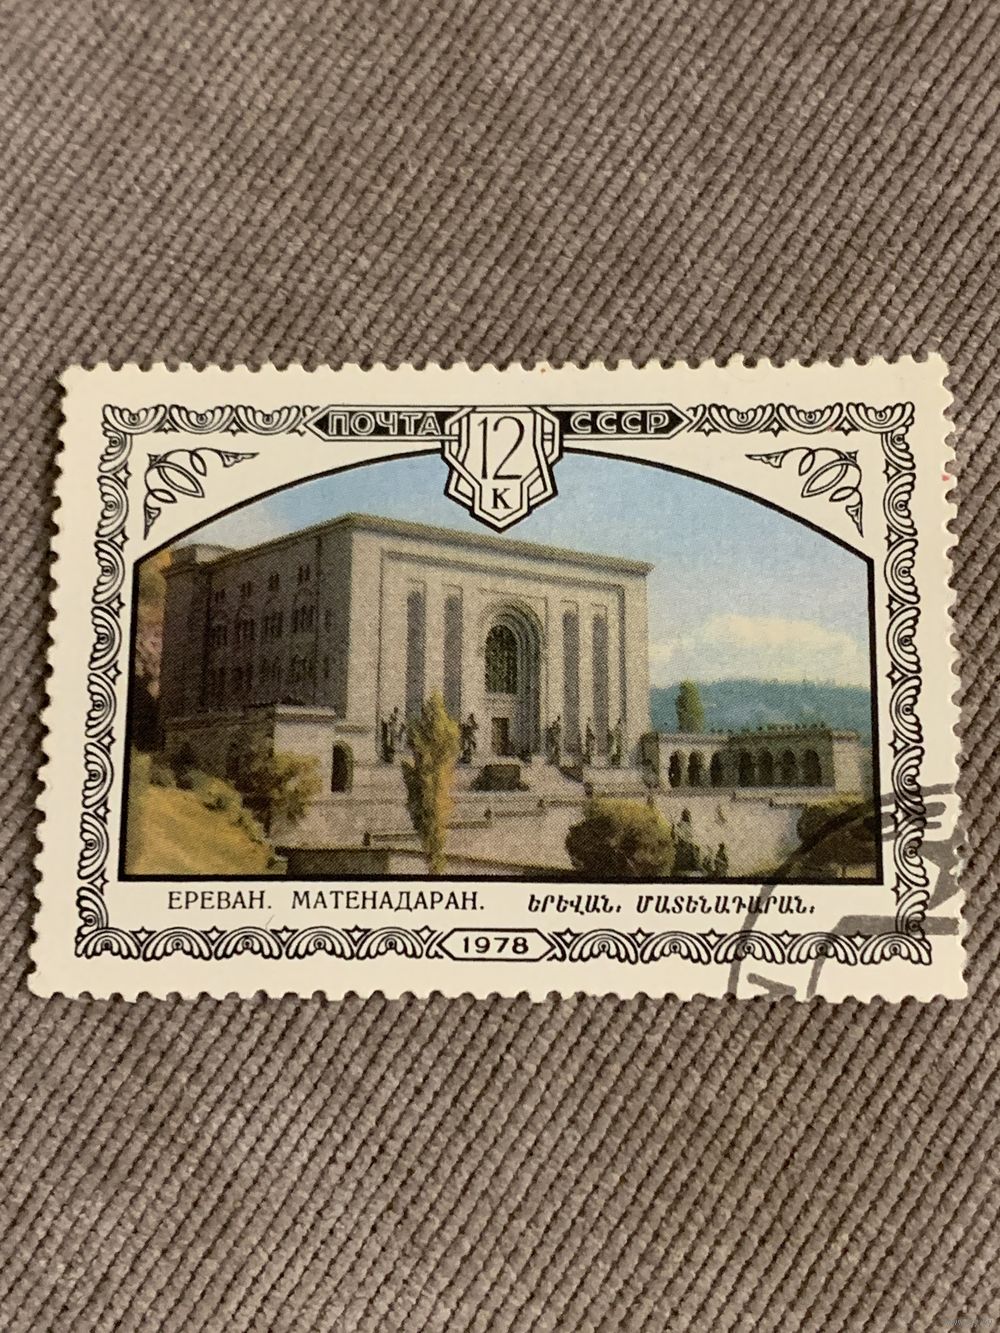 ПОЧТА 12 К СССР
ЕРЕВАН. МАТЕНАДАРАН. ԵՐԵՎԱՆ։ ՄԱՏԵՆԱԴԱՐԱՆ։
1978